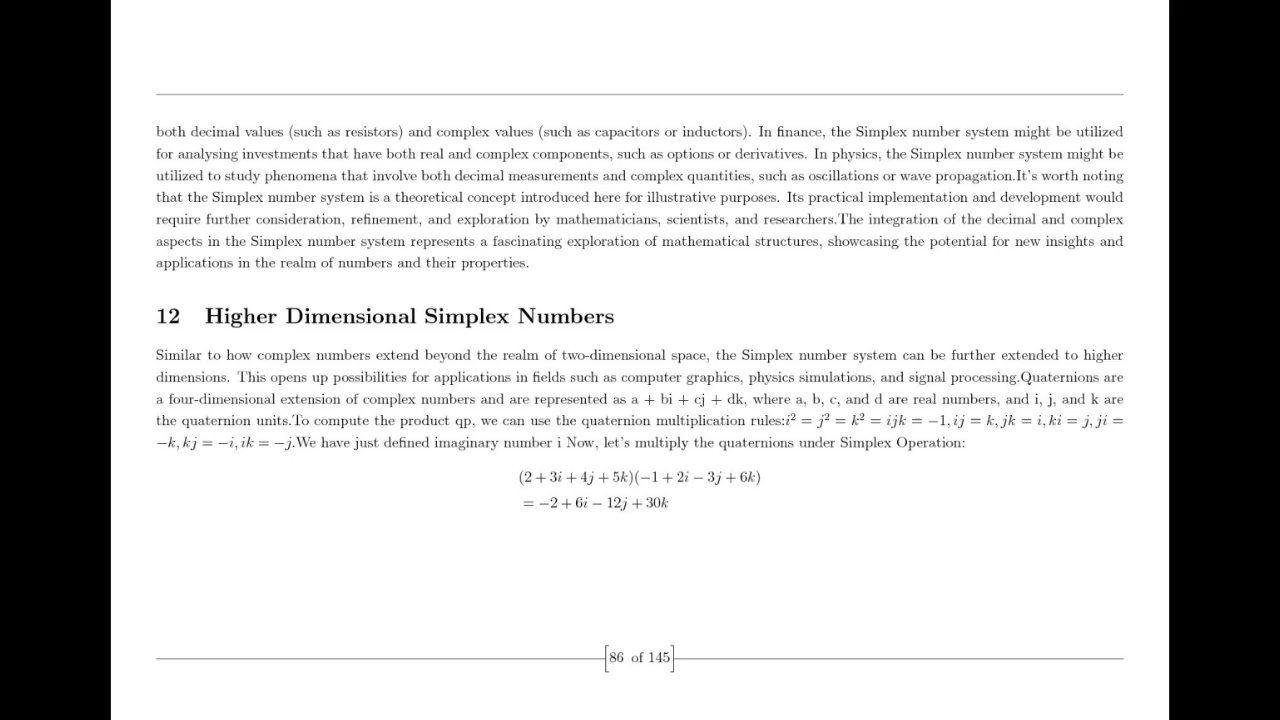 both decimal values (such as resistors) and complex values (such as capacitors or inductors). In finance, the Simplex number system might be utilized
for analysing investments that have both real and complex components, such as options or derivatives. In physics, the Simplex number system might be
utilized to study phenomena that involve both decimal measurements and complex quantities, such as oscillations or wave propagation.It's worth noting
that the Simplex number system is a theoretical concept introduced here for illustrative purposes. Its practical implementation and development would
require further consideration, refinement, and exploration by mathematicians, scientists, and researchers.The integration of the decimal and complex
aspects in the Simplex number system represents a fascinating exploration of mathematical structures, showcasing the potential for new insights and
applications in the realm of numbers and their properties.
12 Higher Dimensional Simplex Numbers
Similar to how complex numbers extend beyond the realm of two-dimensional space, the Simplex number system can be further extended to higher
dimensions. This opens up possibilities for applications in fields such as computer graphics, physics simulations, and signal processing.Quaternions are
a four-dimensional extension of complex numbers and are represented as a + bi + cj + dk, where a, b, c, and d are real numbers, and i, j, and k are
the quaternion units.To compute the product qp, we can use the quaternion multiplication rules:i² = j² = k² = ijk = −1, ij = k, jk = i, ki = j, ji =
−k, kj = −i, ik = −j.We have just defined imaginary number i Now, let's multiply the quaternions under Simplex Operation:
(2 + 3i + 4j + 5k)(−1 + 2i − 3j + 6k)
= −2 + 6i − 12j + 30k
[86 of 145]